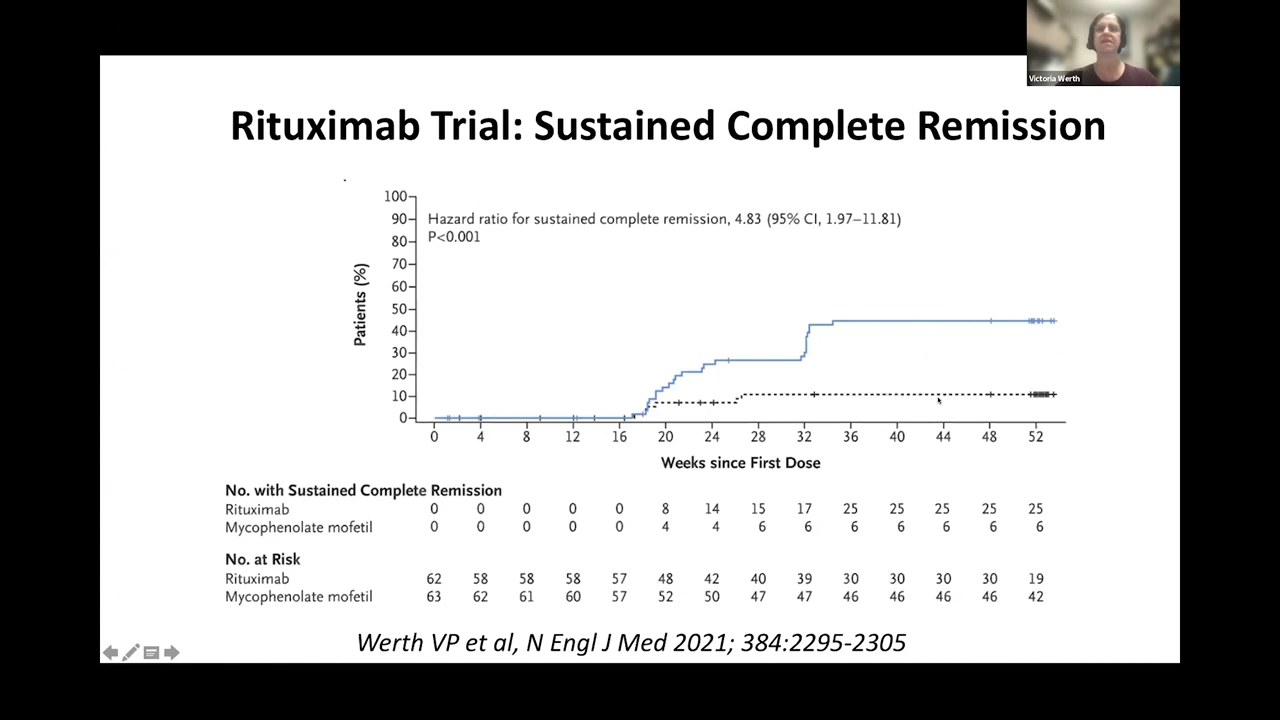 Victoria Werth
Rituximab Trial: Sustained Complete Remission
100
90
80
70
60
50
40
30
20
10
0
Patients (%)
Hazard ratio for sustained complete remission, 4.83 (95% CI, 1.97–11.81)
P<0.001
0 4 8 12 16 20 24 28 32 36 40 44 48 52
Weeks since First Dose
No. with Sustained Complete Remission
Rituximab 0 0 0 0 0 8 14 15 17 25 25 25 25 25
Mycophenolate mofetil 0 0 0 0 0 4 4 6 6 6 6 6 6 6
No. at Risk
Rituximab 62 58 58 58 57 48 42 40 39 30 30 30 30 19
Mycophenolate mofetil 63 62 61 60 57 52 50 47 47 46 46 46 46 42
Werth VP et al, N Engl J Med 2021; 384:2295-2305